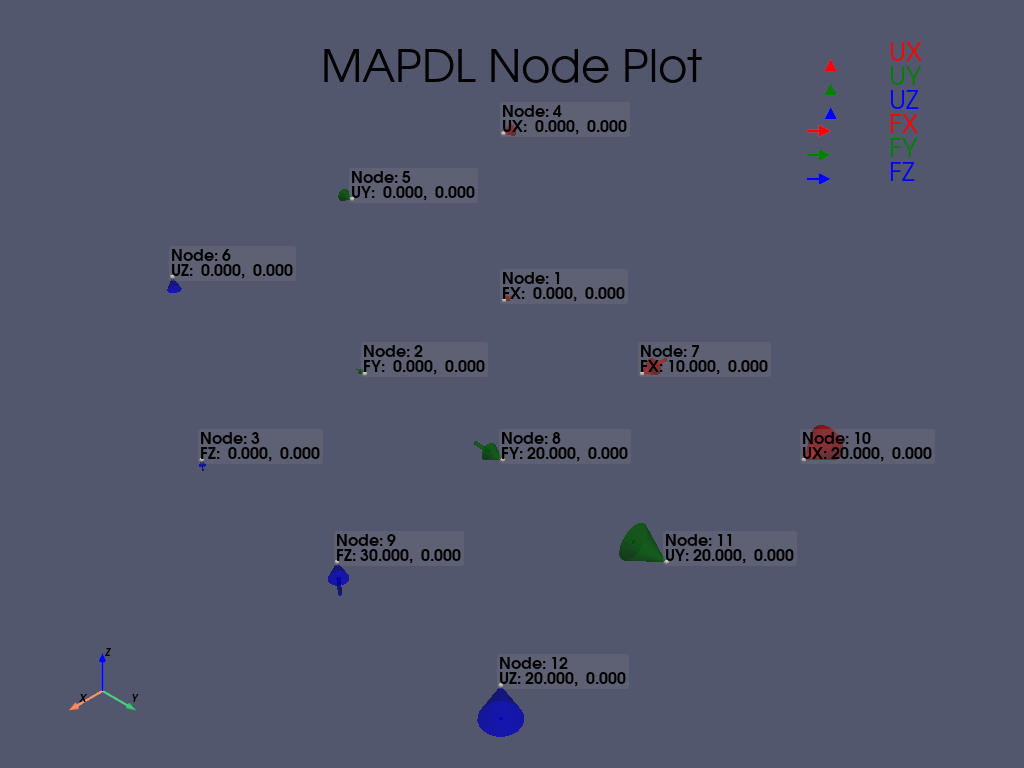 MAPDL Node Plot
UX
UY
UZ
FX
FY
FZ
Node: 4
UX: 0.000, 0.000
Node: 5
UY: 0.000, 0.000
Node: 6
UZ: 0.000, 0.000
Node: 1
FX: 0.000, 0.000
Node: 2
FY: 0.000, 0.000
Node: 7
FX: 10.000, 0.000
Node: 3
FZ: 0.000, 0.000
Node: 8
FY: 20.000, 0.000
Node: 10
UX: 20.000, 0.000
Node: 9
FZ: 30.000, 0.000
Node: 11
UY: 20.000, 0.000
Node: 12
UZ: 20.000, 0.000
Z
X
Y